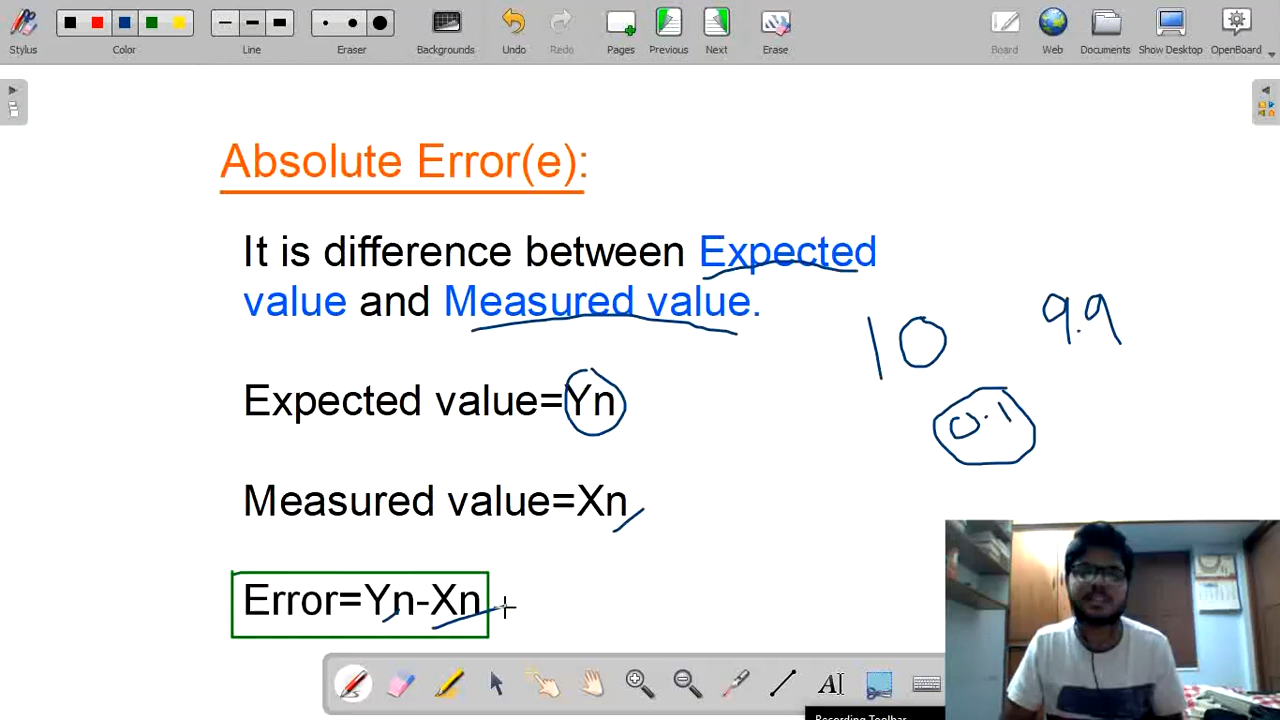 Stylus Color Line Eraser Backgrounds Undo Redo Pages Previous Next Erase Board Web Documents Show Desktop OpenBoard
Absolute Error(e):
It is difference between Expected
value and Measured value.
10 9.9
Expected value=Yn
0.1
Measured value=Xn
Error=Yn-Xn
Recording Toolbar